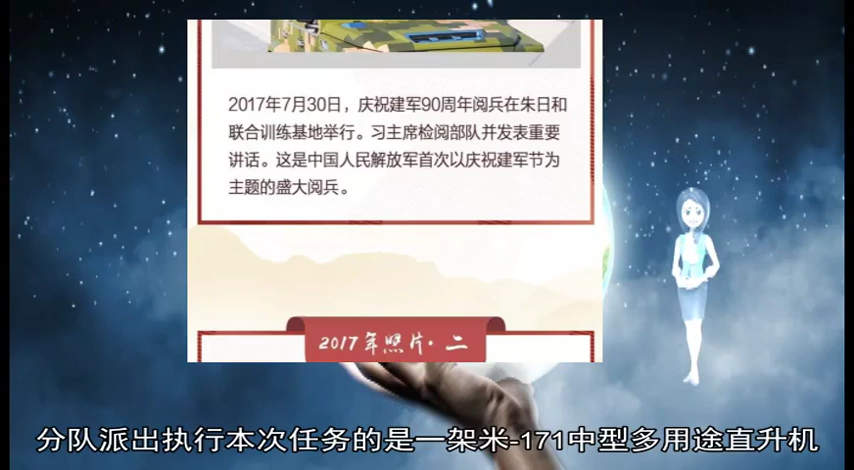 2017年7月30日，庆祝建军90周年阅兵在朱日和
联合训练基地举行。习主席检阅部队并发表重要
讲话。这是中国人民解放军首次以庆祝建军节为
主题的盛大阅兵。
2017年照片·二
分队派出执行本次任务的是一架米-171中型多用途直升机